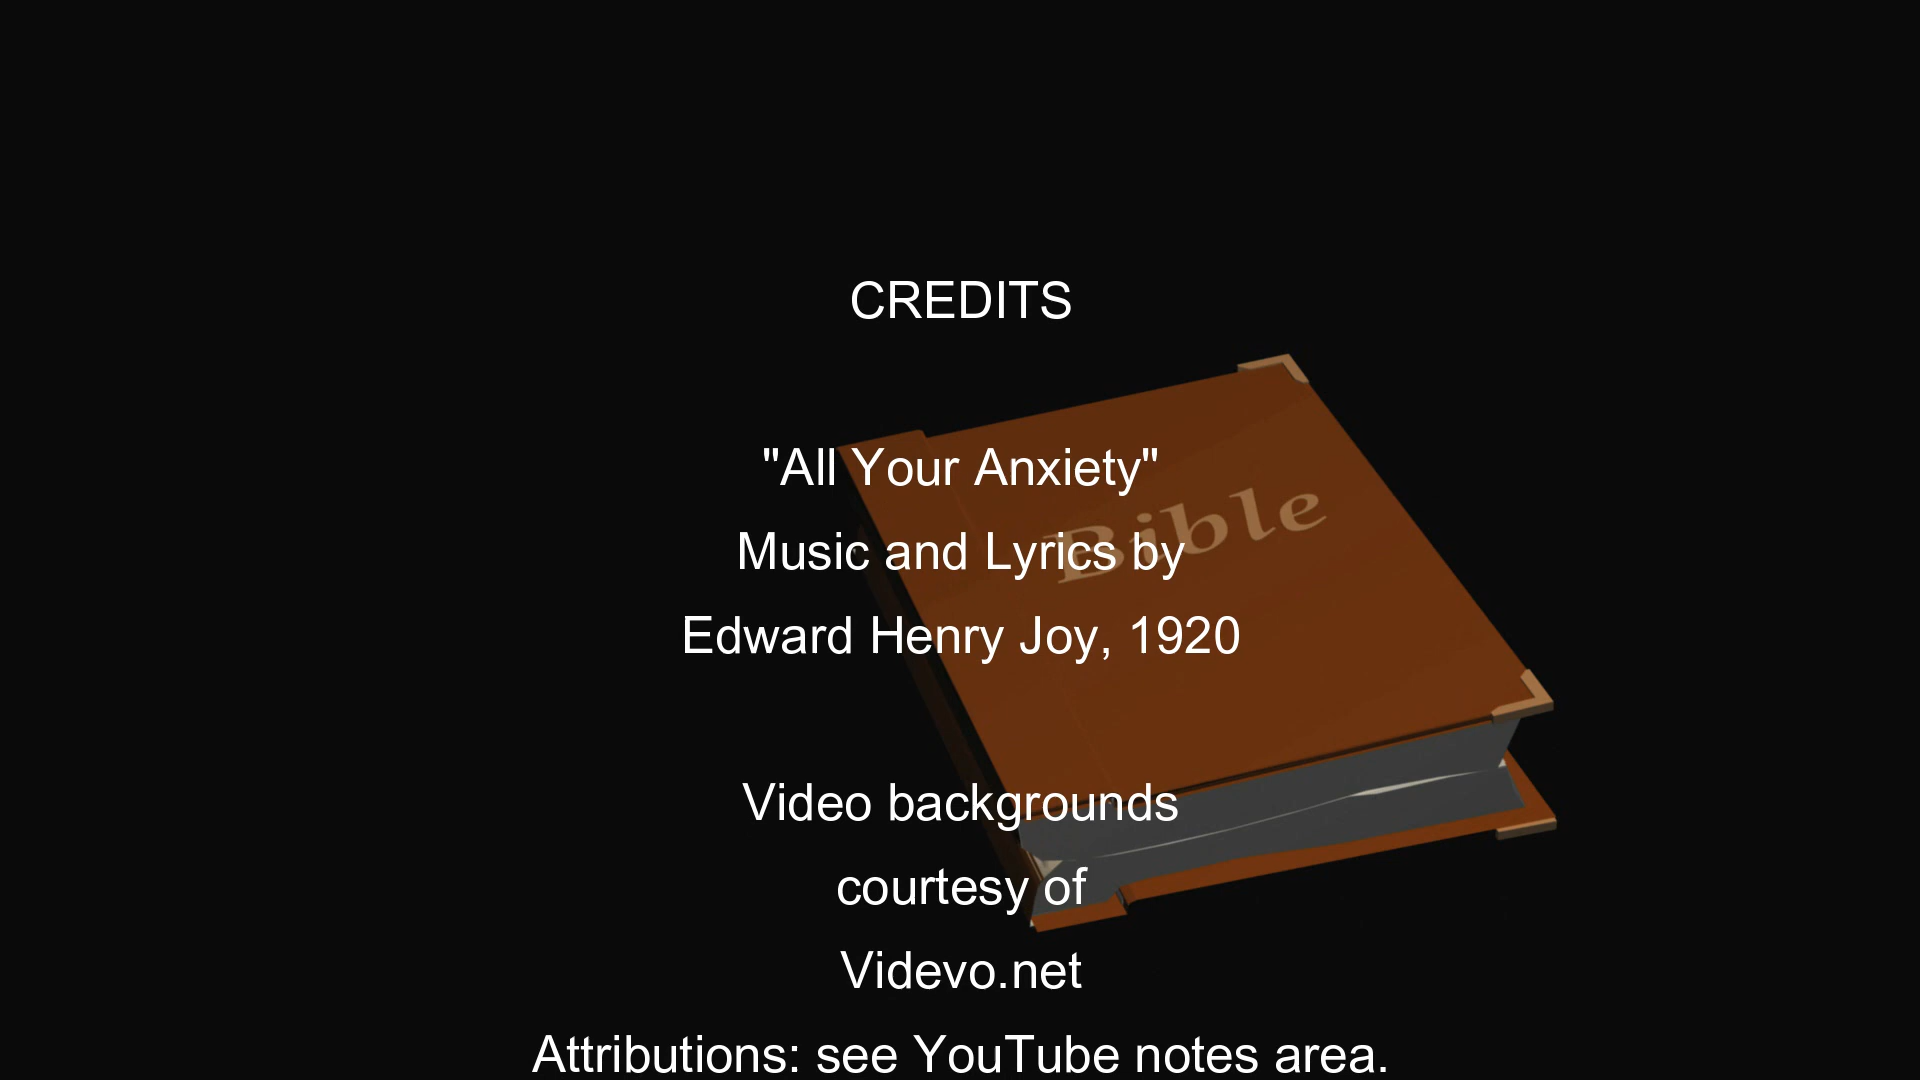 CREDITS
"All Your Anxiety"
Bible
Music and Lyrics by
Edward Henry Joy, 1920
Video backgrounds
courtesy of
Videvo.net
Attributions: see YouTube notes area.